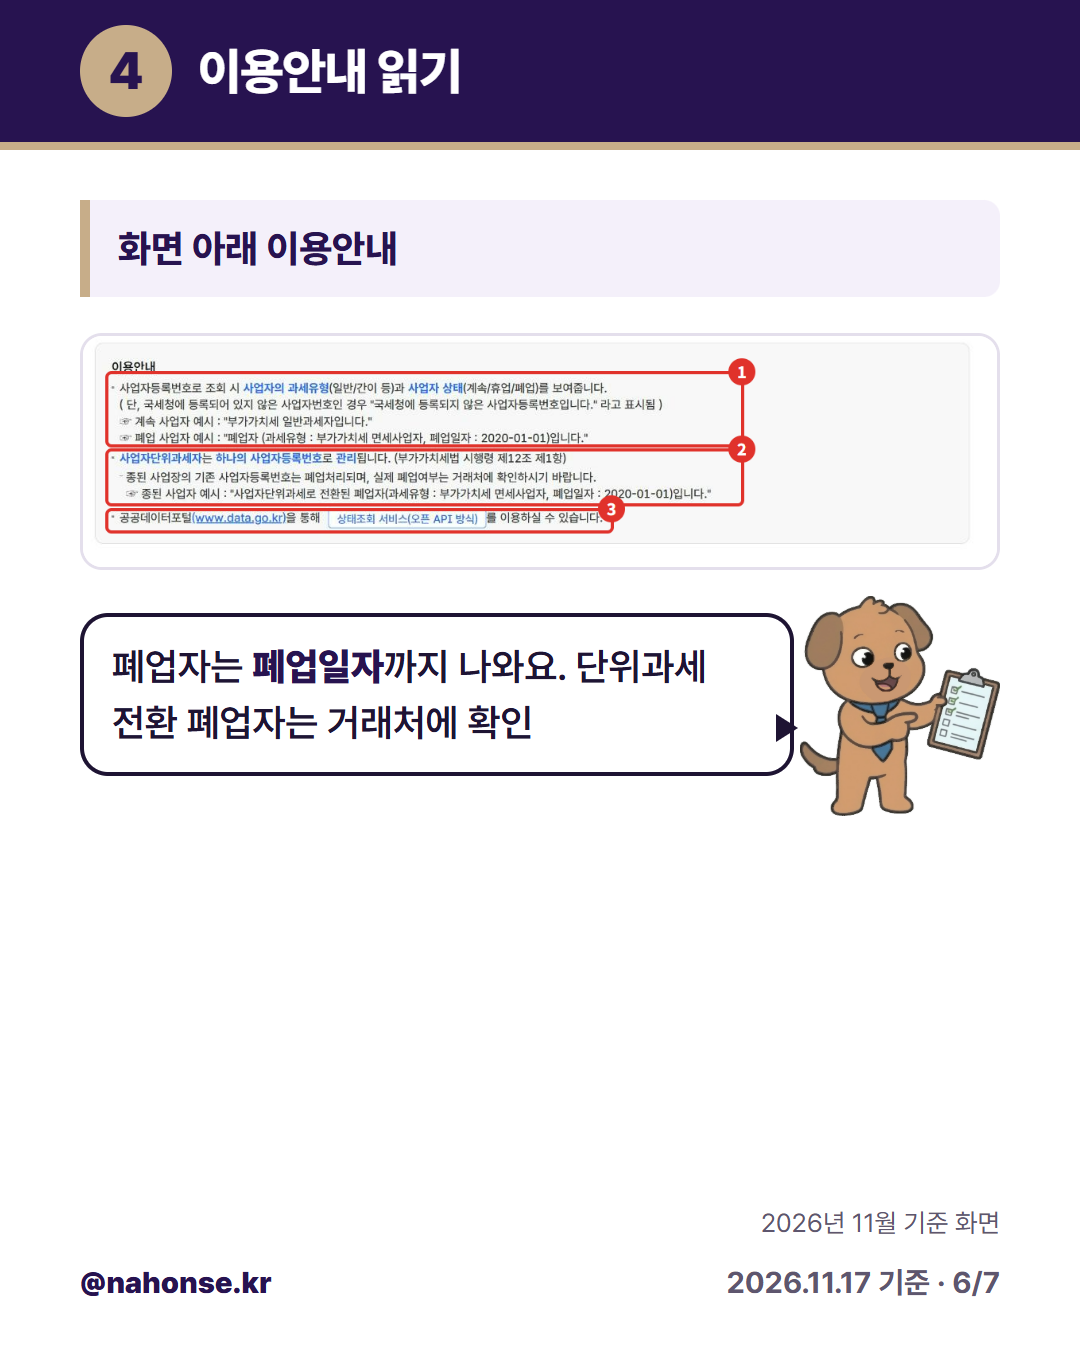 4 이용안내 읽기
화면 아래 이용안내
이용안내
· 사업자등록번호로 조회 시 사업자의 과세유형(일반/간이 등)과 사업자 상태(계속/휴업/폐업)를 보여줍니다.
( 단, 국세청에 등록되어 있지 않은 사업자번호인 경우 "국세청에 등록되지 않은 사업자등록번호입니다." 라고 표시됨 )
☞ 계속 사업자 예시 : "부가가치세 일반과세자입니다."
☞ 폐업 사업자 예시 : "폐업자 (과세유형 : 부가가치세 면세사업자, 폐업일자 : 2020-01-01)입니다."
1
· 사업자단위과세자는 하나의 사업자등록번호로 관리됩니다. (부가가치세법 시행령 제12조 제1항)
- 종된 사업장의 기존 사업자등록번호는 폐업처리되며, 실제 폐업여부는 거래처에 확인하시기 바랍니다.
☞ 종된 사업자 예시 : "사업자단위과세로 전환된 폐업자(과세유형 : 부가가치세 면세사업자, 폐업일자 : 2020-01-01)입니다."
2
· 공공데이터포털(www.data.go.kr)을 통해 상태조회 서비스(오픈 API 방식) 를 이용하실 수 있습니다.
3
폐업자는 폐업일자까지 나와요. 단위과세
전환 폐업자는 거래처에 확인
2026년 11월 기준 화면
@nahonse.kr
2026.11.17 기준 · 6/7